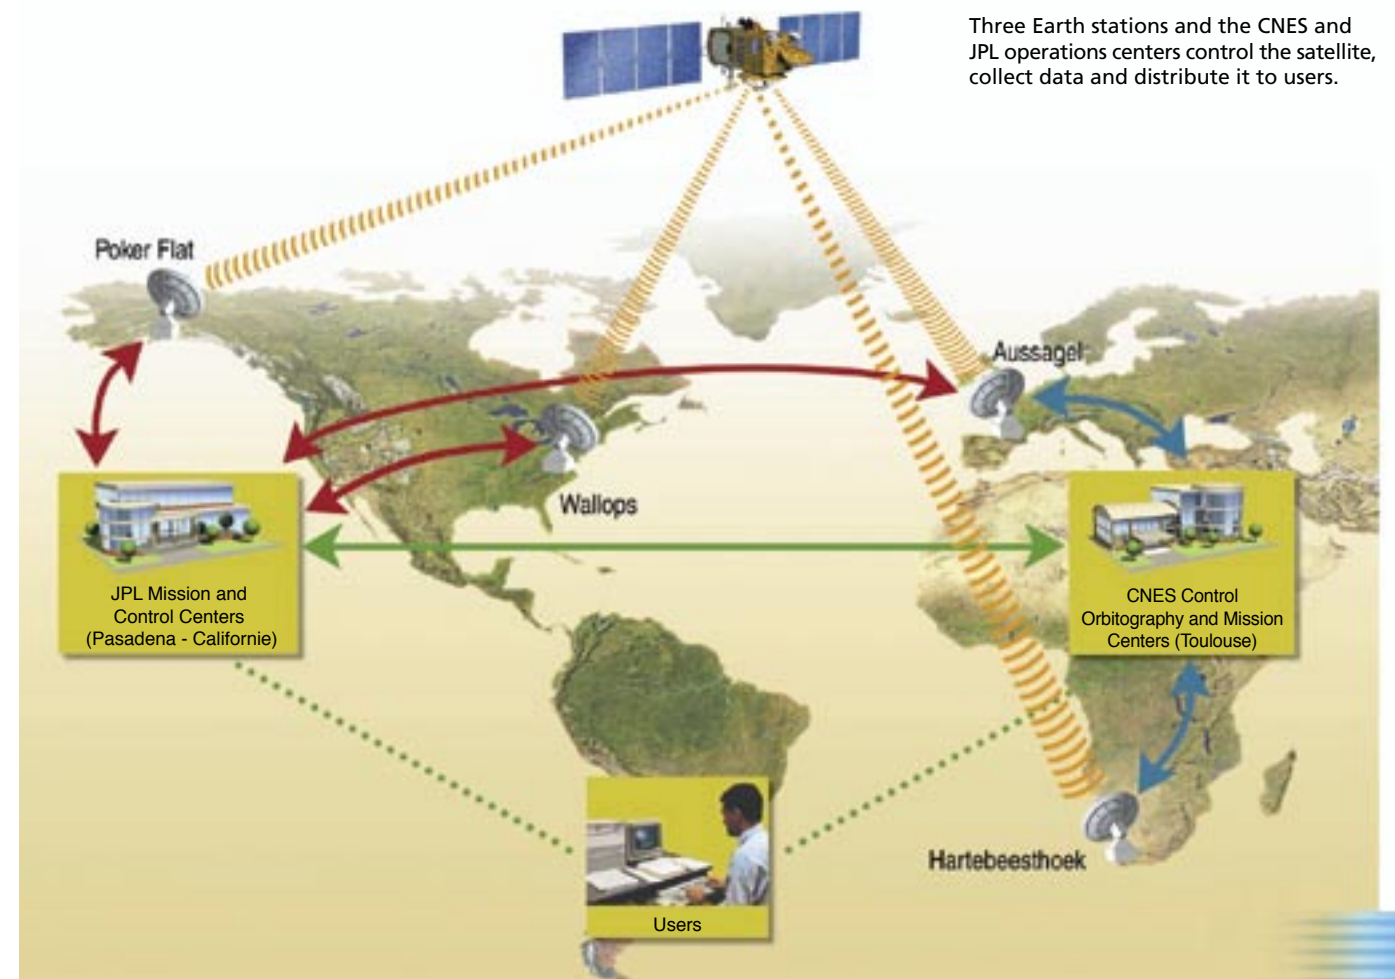 Three Earth stations and the CNES and
JPL operations centers control the satellite,
collect data and distribute it to users.
Poker Flat
Aussagel
Wallops
JPL Mission and
Control Centers
(Pasadena - Californie)
CNES Control
Orbitography and Mission
Centers (Toulouse)
Hartebeesthoek
Users